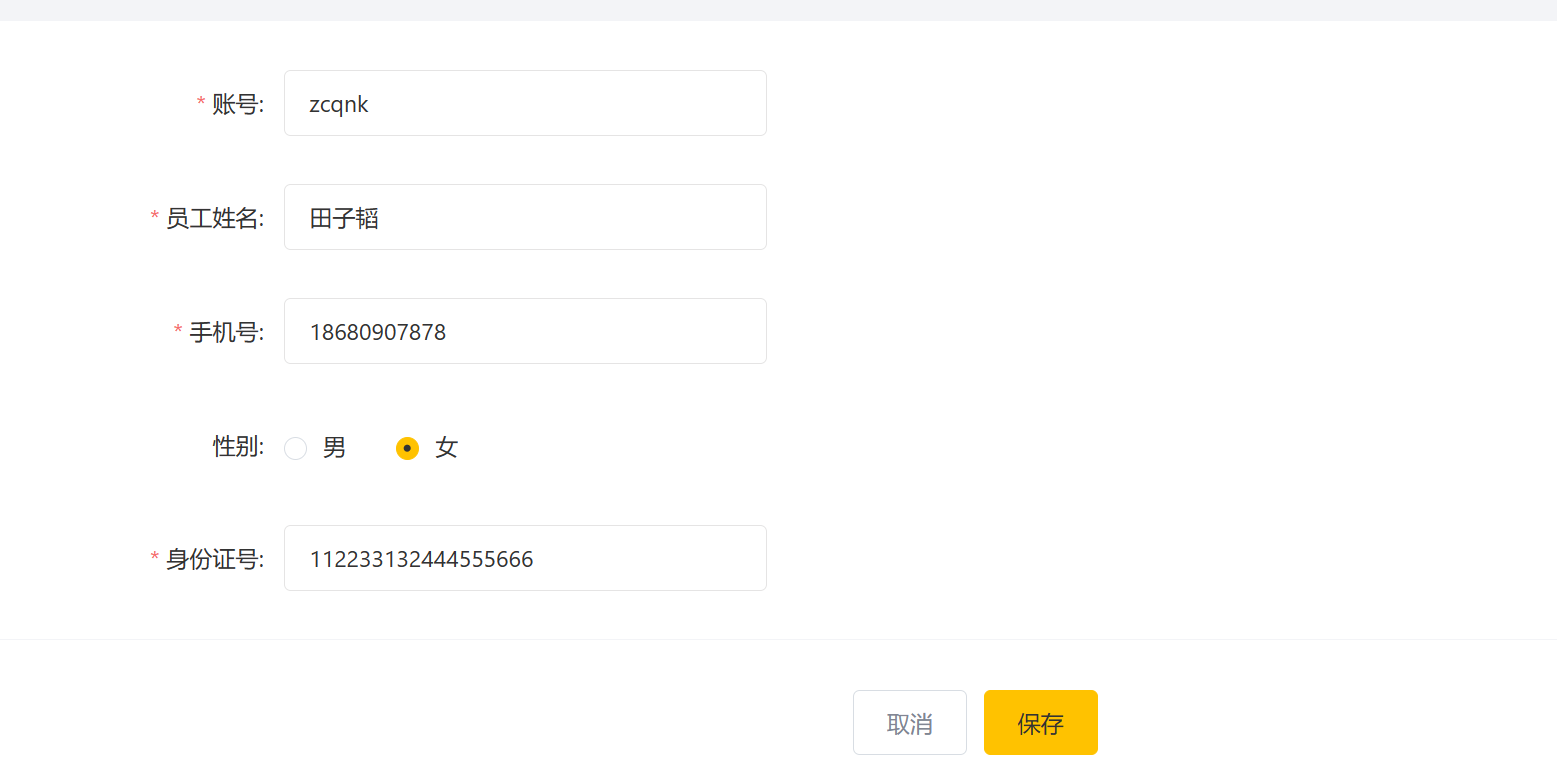 * 账号: zcqnk
* 员工姓名: 田子韬
* 手机号: 18680907878
性别: 男 女
* 身份证号: 112233132444555666
取消 保存